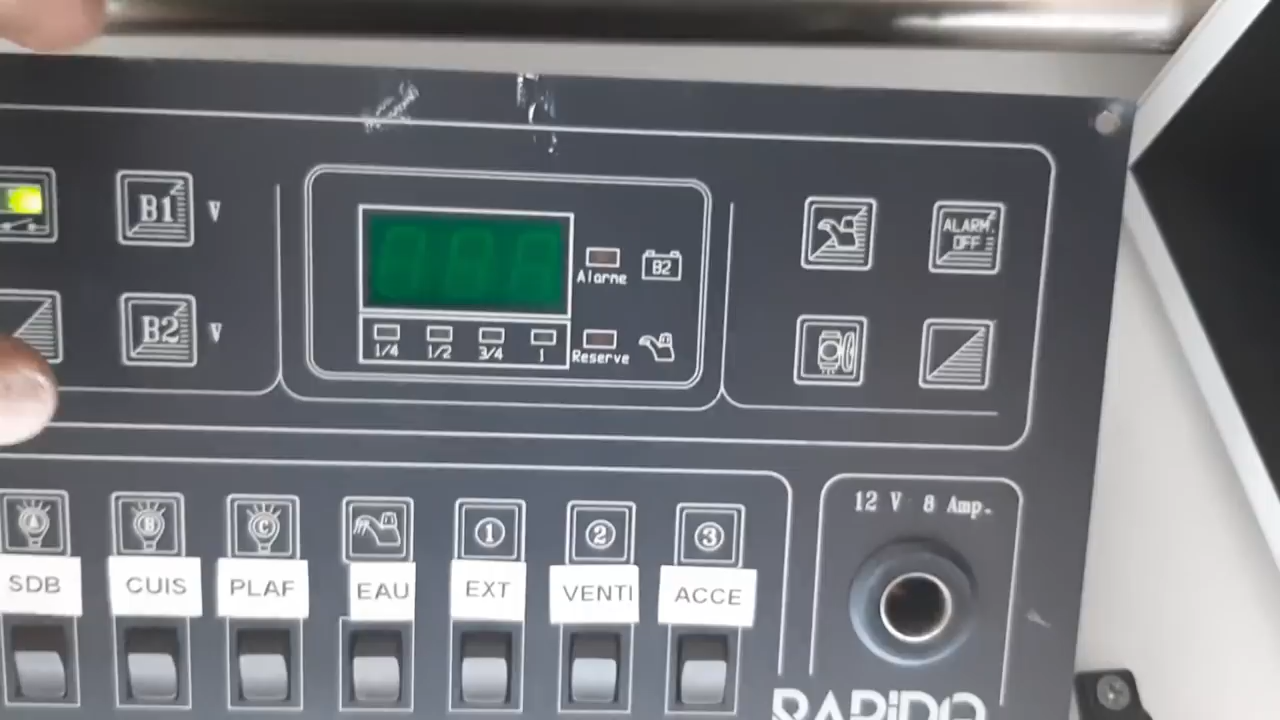 B1 V
B2 V
Alarme B2
1/4 1/2 3/4 1
Reserve
ALARM.
OFF
A B C 1 2 3
SDB CUIS PLAF EAU EXT VENTI ACCE
12 V 8 Amp.
RAPIDO